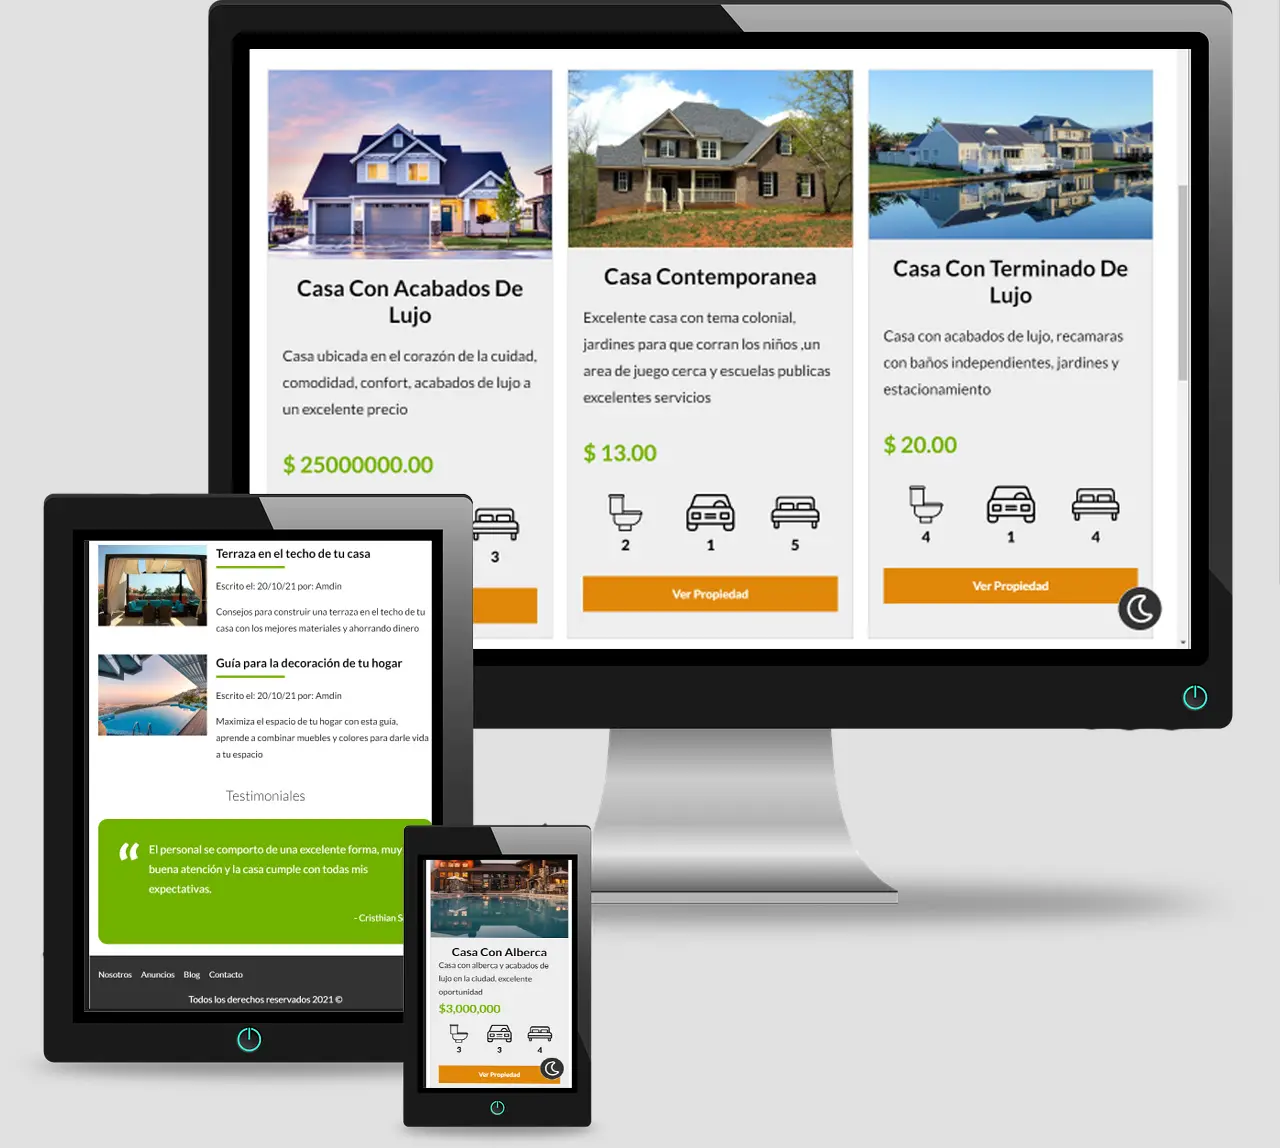 Casa Con Acabados De
Lujo
Casa ubicada en el corazón de la cuidad,
comodidad, confort, acabados de lujo a
un excelente precio
$ 25000000.00
3
Casa Contemporanea
Excelente casa con tema colonial,
jardines para que corran los niños ,un
area de juego cerca y escuelas publicas
excelentes servicios
$ 13.00
2 1 5
Ver Propiedad
Casa Con Terminado De
Lujo
Casa con acabados de lujo, recamaras
con baños independientes, jardines y
estacionamiento
$ 20.00
4 1 4
Ver Propiedad
Terraza en el techo de tu casa
Escrito el: 20/10/21 por: Amdin
Consejos para construir una terraza en el techo de tu
casa con los mejores materiales y ahorrando dinero
Guía para la decoración de tu hogar
Escrito el: 20/10/21 por: Amdin
Maximiza el espacio de tu hogar con esta guía,
aprende a combinar muebles y colores para darle vida
a tu espacio
Testimoniales
“ El personal se comporto de una excelente forma, muy
buena atención y la casa cumple con todas mis
expectativas.
- Cristhian
Nosotros Anuncios Blog Contacto
Todos los derechos reservados 2021 ©
Casa Con Alberca
Casa con alberca y acabados de
lujo en la ciudad, excelente
oportunidad
$3,000,000
3 3 4
Ver Propiedad